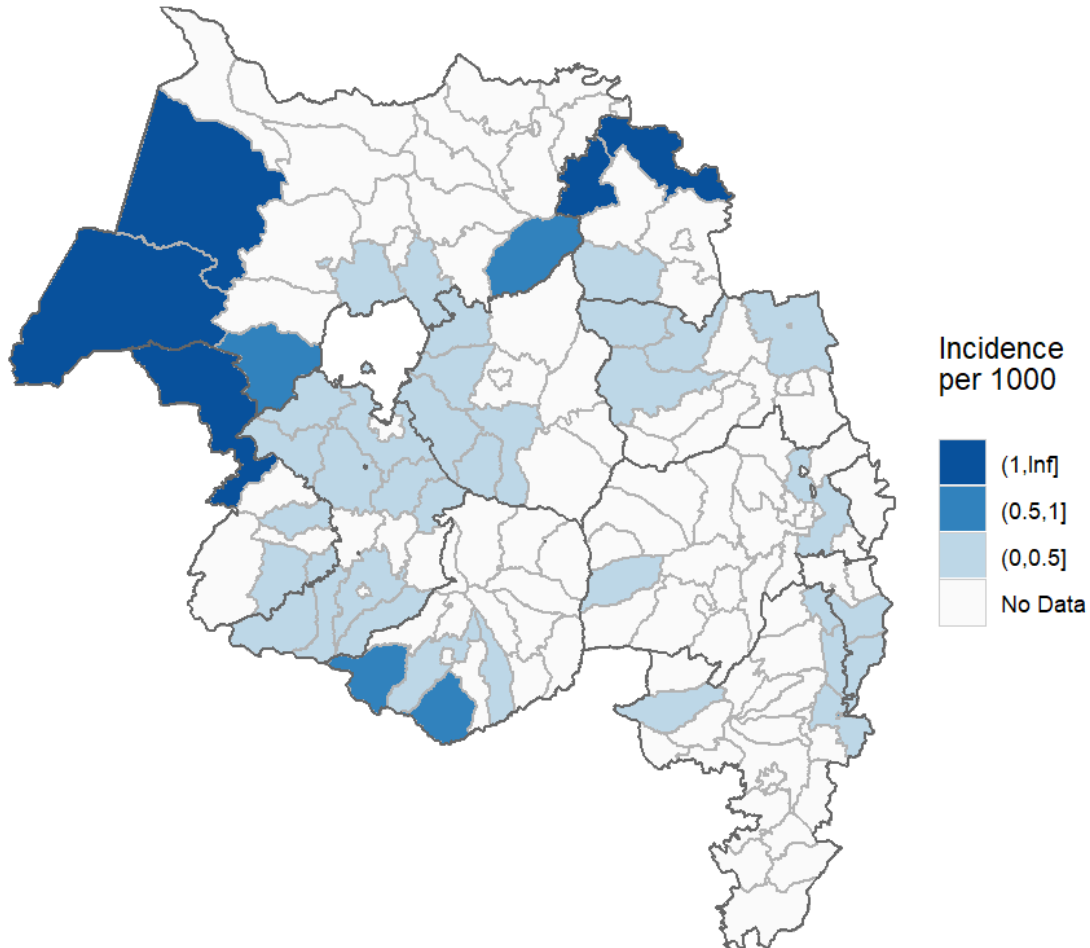 Incidence
per 1000
(1,Inf]
(0.5,1]
(0,0.5]
No Data